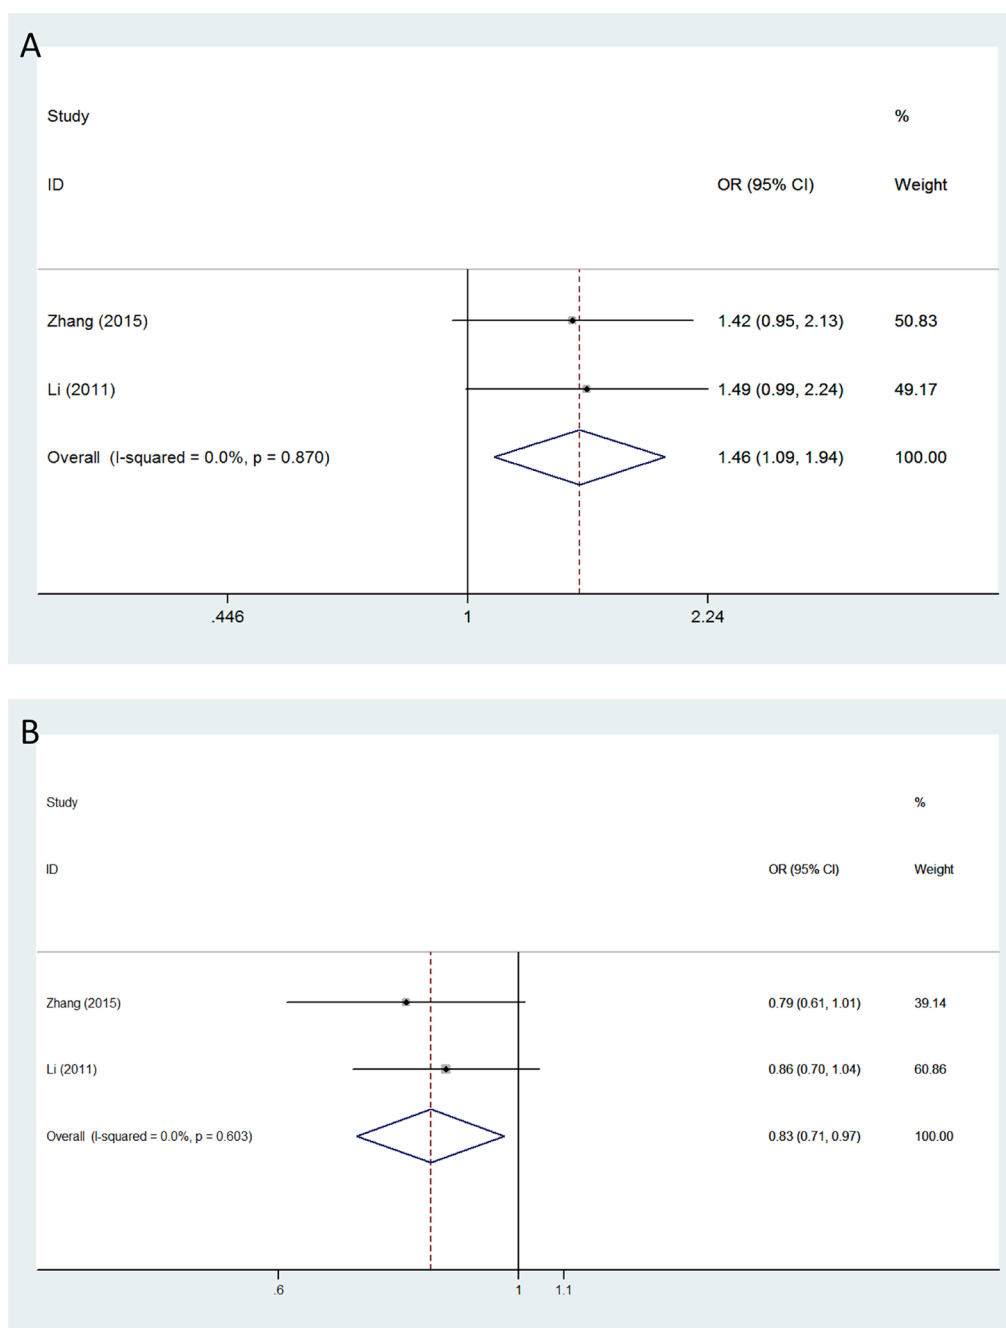 A
Study %
ID OR (95% CI) Weight
Zhang (2015) 1.42 (0.95, 2.13) 50.83
Li (2011) 1.49 (0.99, 2.24) 49.17
Overall (I-squared = 0.0%, p = 0.870) 1.46 (1.09, 1.94) 100.00
.446 1 2.24
B
Study %
ID OR (95% CI) Weight
Zhang (2015) 0.79 (0.61, 1.01) 39.14
Li (2011) 0.86 (0.70, 1.04) 60.86
Overall (I-squared = 0.0%, p = 0.603) 0.83 (0.71, 0.97) 100.00
.6 1 1.1